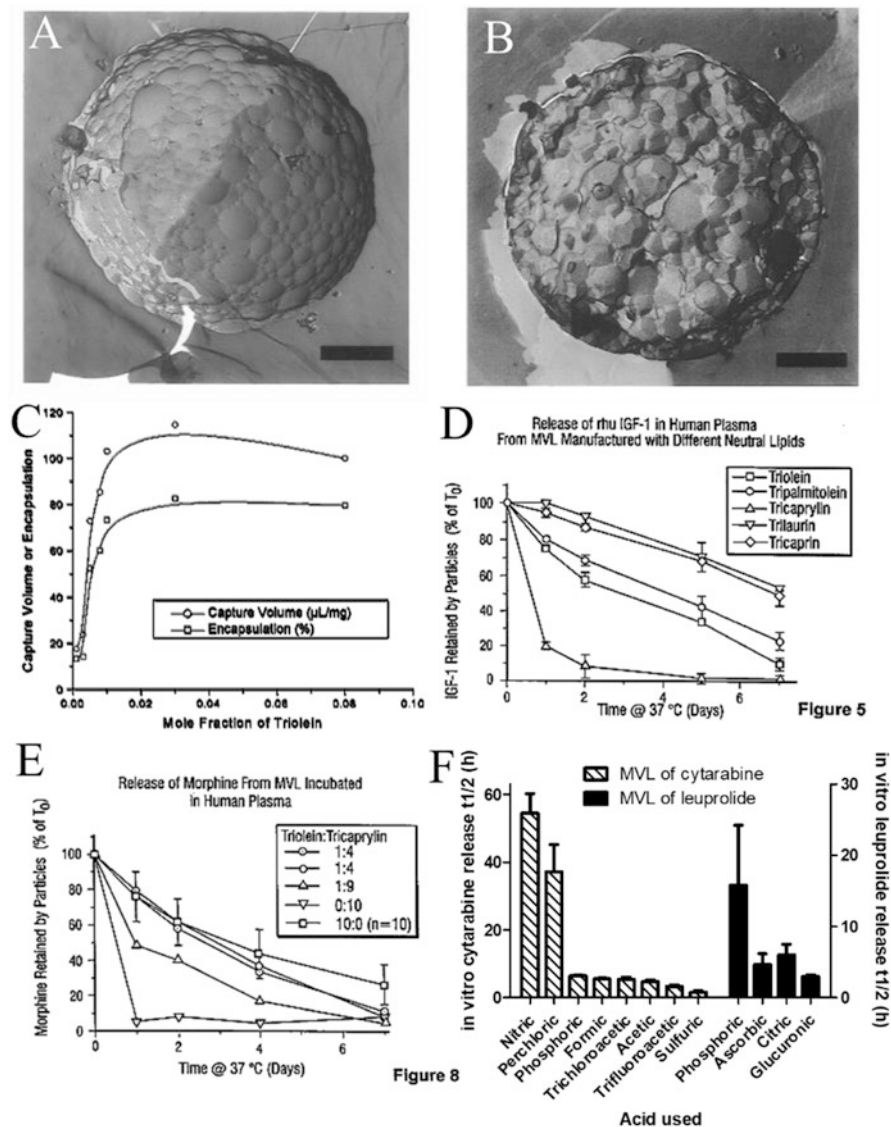 A
B
C
120
100
80
60
40
20
0
0.00
0.02
0.04
0.06
0.08
0.10
Capture Volume or Encapsulation
Capture Volume (µL/mg)
Encapsulation (%)
Mole Fraction of Triolein
D
Release of rhu IGF-1 in Human Plasma
From MVL Manufactured with Different Neutral Lipids
IGF-1 Retained by Particles (% of T0)
100
80
60
40
20
0
Triolein
Tripalmitolein
Tricaprylin
Trilaurin
Tricaprin
0
2
4
6
Time @ 37 °C (Days)
Figure 5
E
Release of Morphine From MVL Incubated
in Human Plasma
Morphine Retained by Particles (% of T0)
100
80
60
40
20
0
Triolein:Tricaprylin
1:4
1:4
1:9
0:10
10:0 (n=10)
0
2
4
6
Time @ 37 °C (Days)
Figure 8
F
MVL of cytarabine
MVL of leuprolide
in vitro cytarabine release t1/2 (h)
60
40
20
0
in vitro leuprolide release t1/2 (h)
30
20
10
0
Nitric
Perchloric
Phosphoric
Formic
Trichloroacetic
Acetic
Trifluoroacetic
Sulfuric
Phosphoric
Ascorbic
Citric
Glucuronic
Acid used